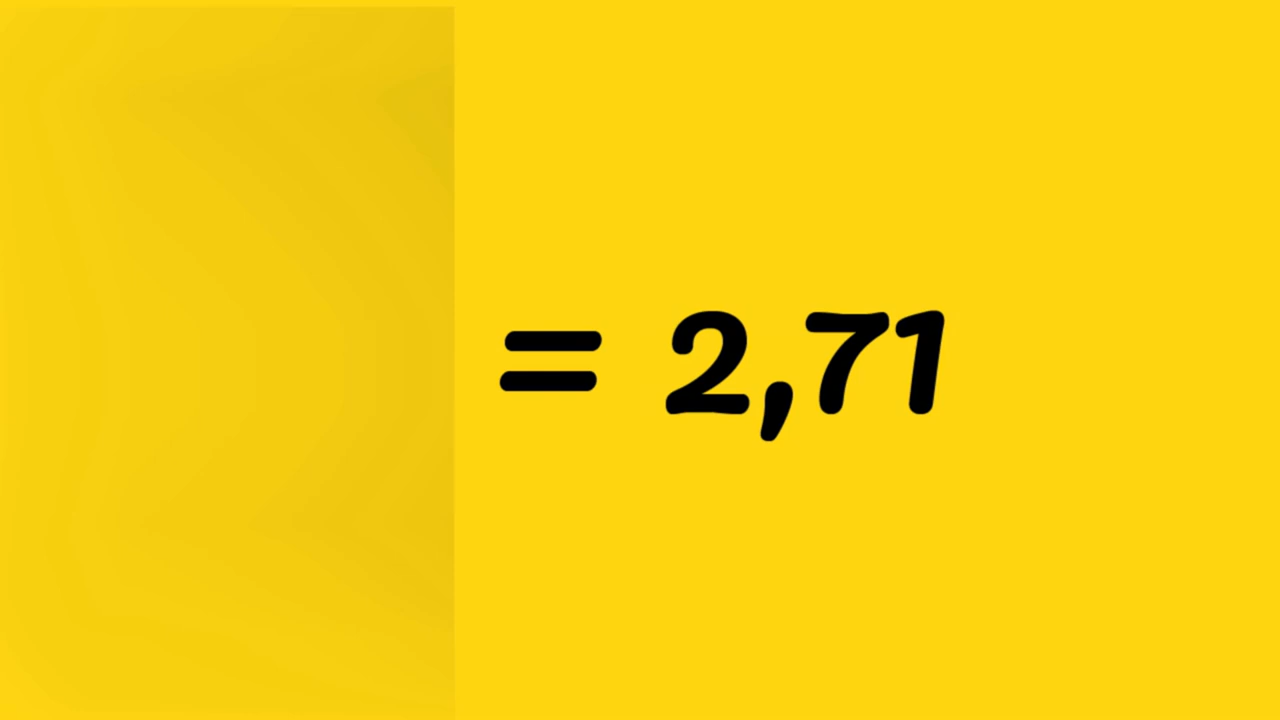 = 2,71